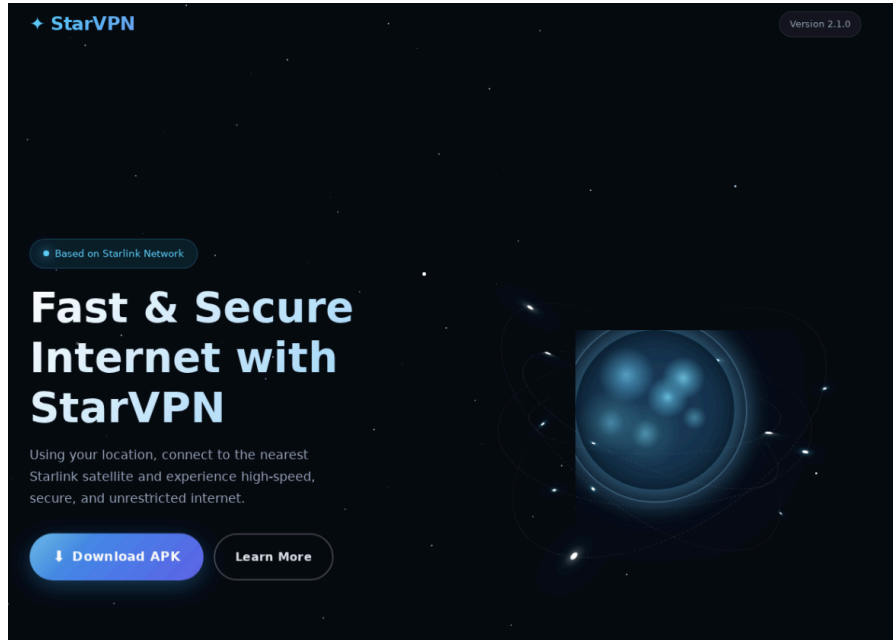 ✦ StarVPN
Version 2.1.0
Based on Starlink Network
Fast & Secure
Internet with
StarVPN
Using your location, connect to the nearest
Starlink satellite and experience high-speed,
secure, and unrestricted internet.
⬇ Download APK
Learn More